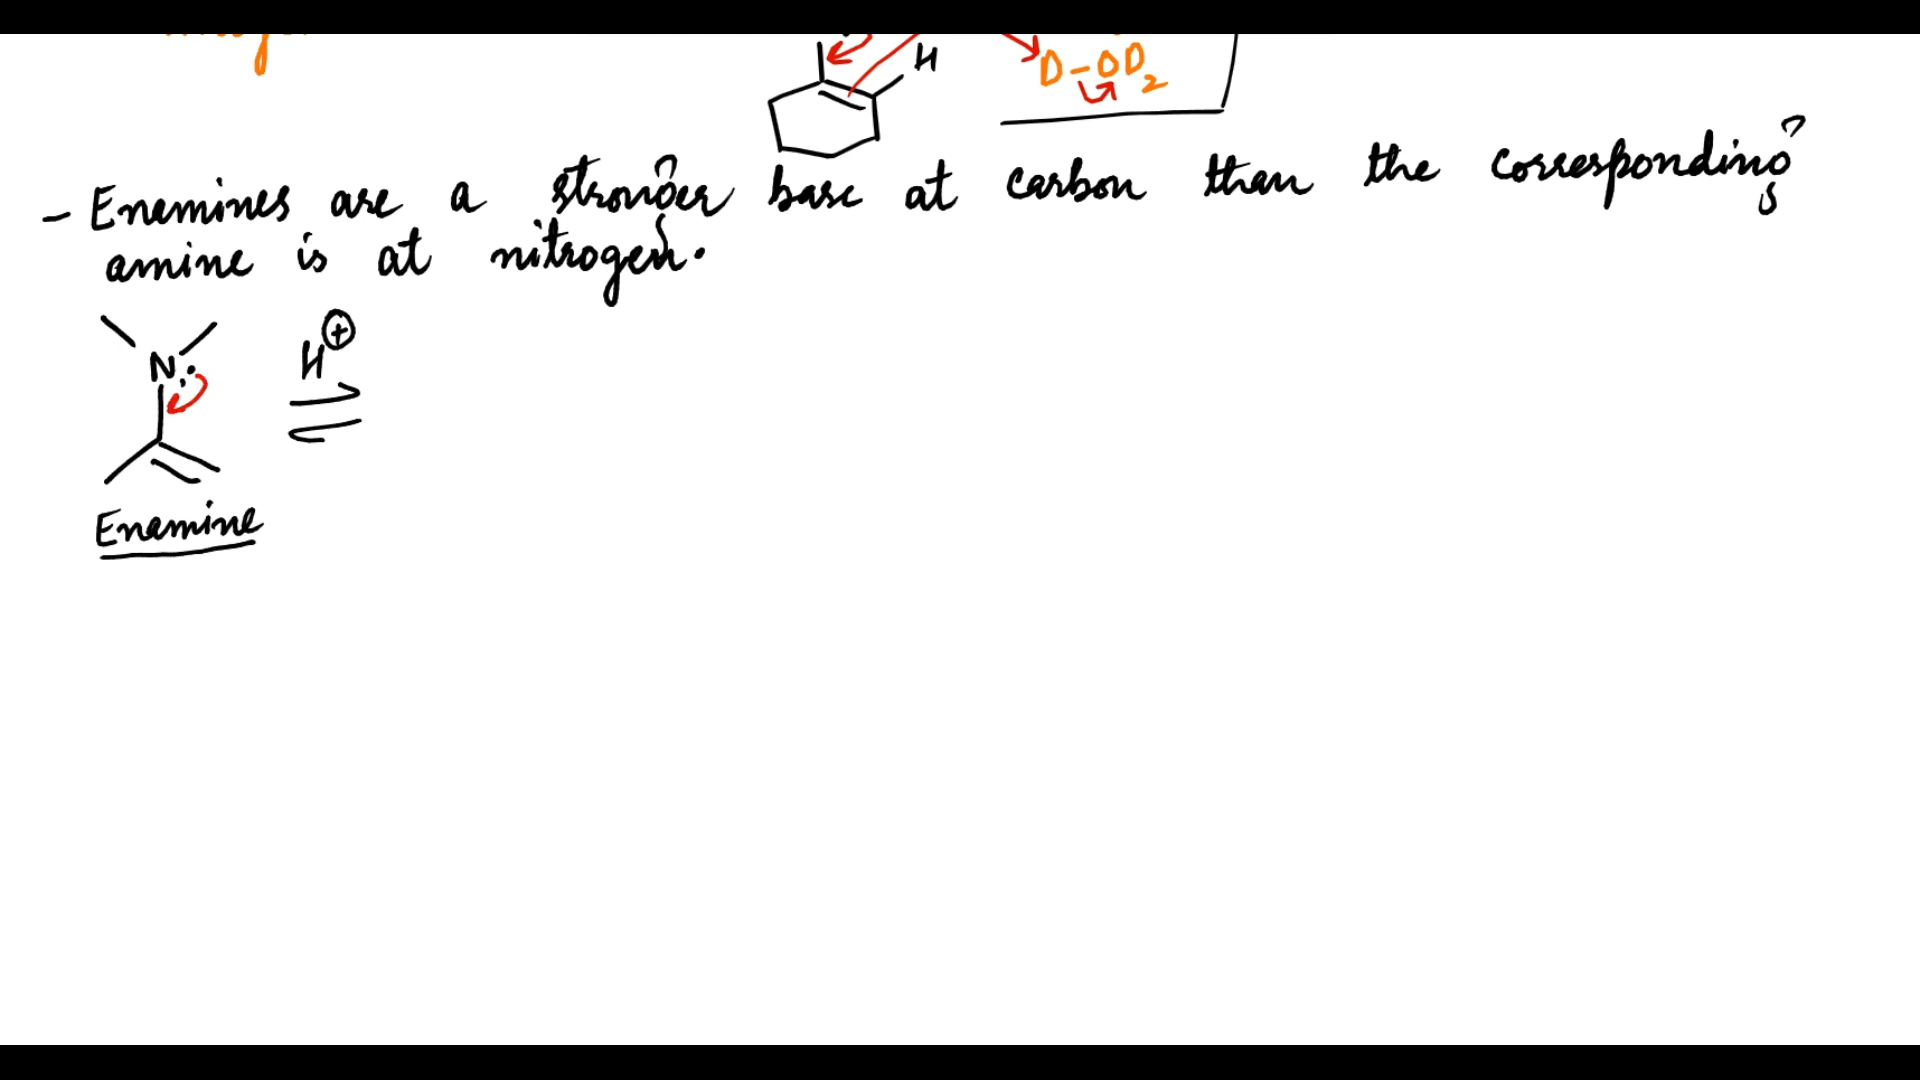 H
D-OD2
- Enamines are a stronger base at carbon than the corresponding
amine is at nitrogen.
N:
H⊕
Enamine